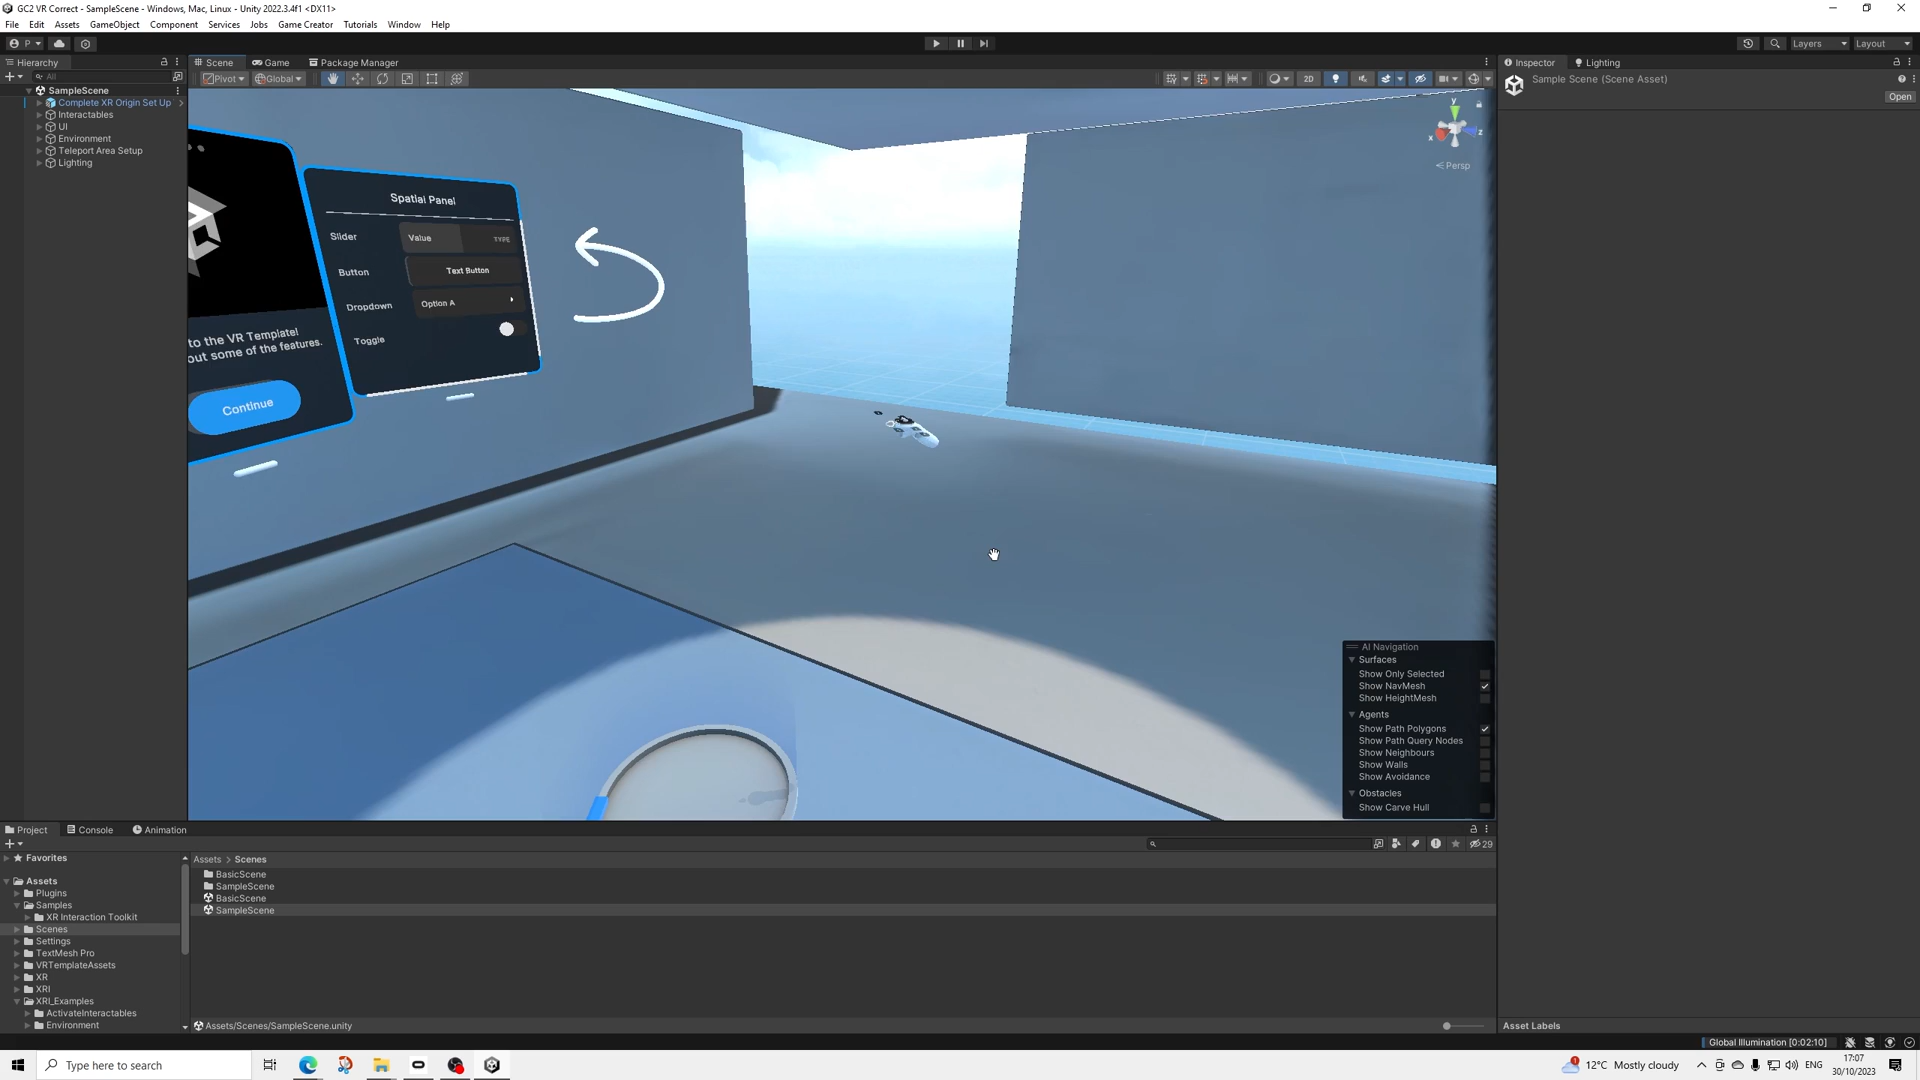 GC2 VR Correct - SampleScene - Windows, Mac, Linux - Unity 2022.3.4f1 <DX11>
File Edit Assets GameObject Component Services Jobs Game Creator Tutorials Window Help
P Layers Layout
Hierarchy
All
SampleScene
Complete XR Origin Set Up
Interactables
UI
Environment
Teleport Area Setup
Lighting
Scene Game Package Manager
Pivot Global 2D
y
x
z
< Persp
Spatial Panel
Slider Value TYPE
Button Text Button
Dropdown Option A
Toggle
to the VR Template!
out some of the features.
Continue
AI Navigation
Surfaces
Show Only Selected
Show NavMesh
Show HeightMesh
Agents
Show Path Polygons
Show Path Query Nodes
Show Neighbours
Show Walls
Show Avoidance
Obstacles
Show Carve Hull
Inspector Lighting
Sample Scene (Scene Asset)
Open
Asset Labels
Project Console Animation
29
Favorites
Assets
Plugins
Samples
XR Interaction Toolkit
Scenes
Settings
TextMesh Pro
VRTemplateAssets
XR
XRI
XRI_Examples
ActivateInteractables
Environment
Assets > Scenes
BasicScene
SampleScene
BasicScene
SampleScene
Assets/Scenes/SampleScene.unity
Global Illumination [0:02:10]
Type here to search
1
12°C Mostly cloudy
ENG
17:07
30/10/2023